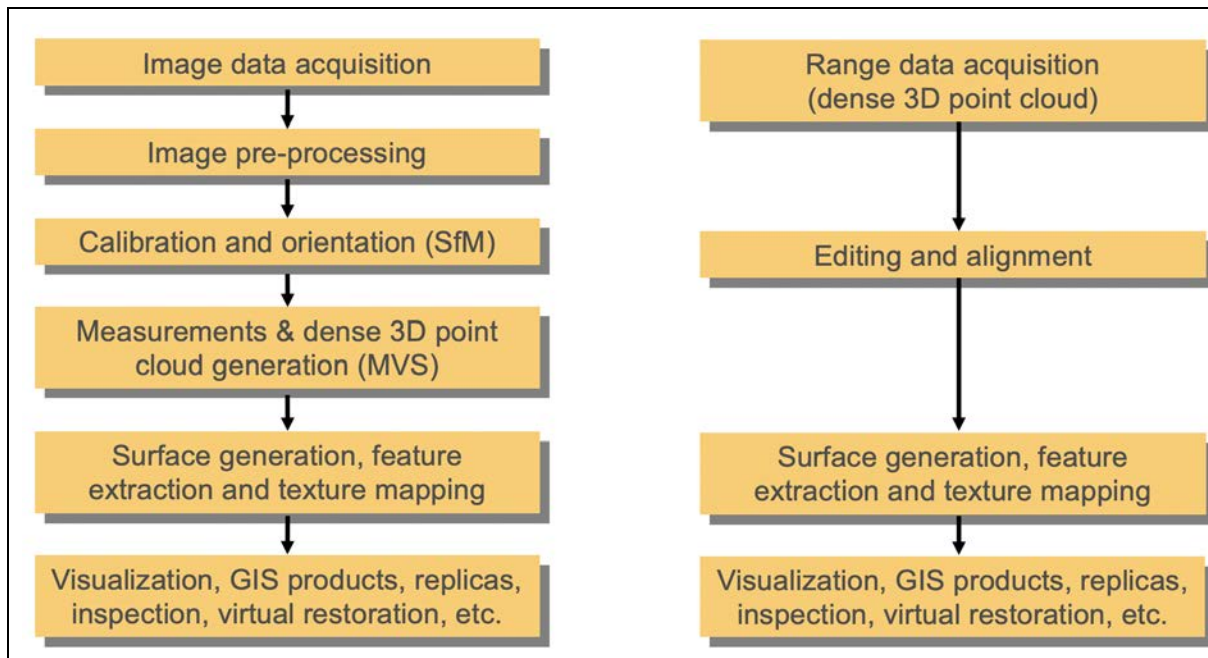 Image data acquisition
Image pre-processing
Calibration and orientation (SfM)
Measurements & dense 3D point
cloud generation (MVS)
Surface generation, feature
extraction and texture mapping
Visualization, GIS products, replicas,
inspection, virtual restoration, etc.
Range data acquisition
(dense 3D point cloud)
Editing and alignment
Surface generation, feature
extraction and texture mapping
Visualization, GIS products, replicas,
inspection, virtual restoration, etc.